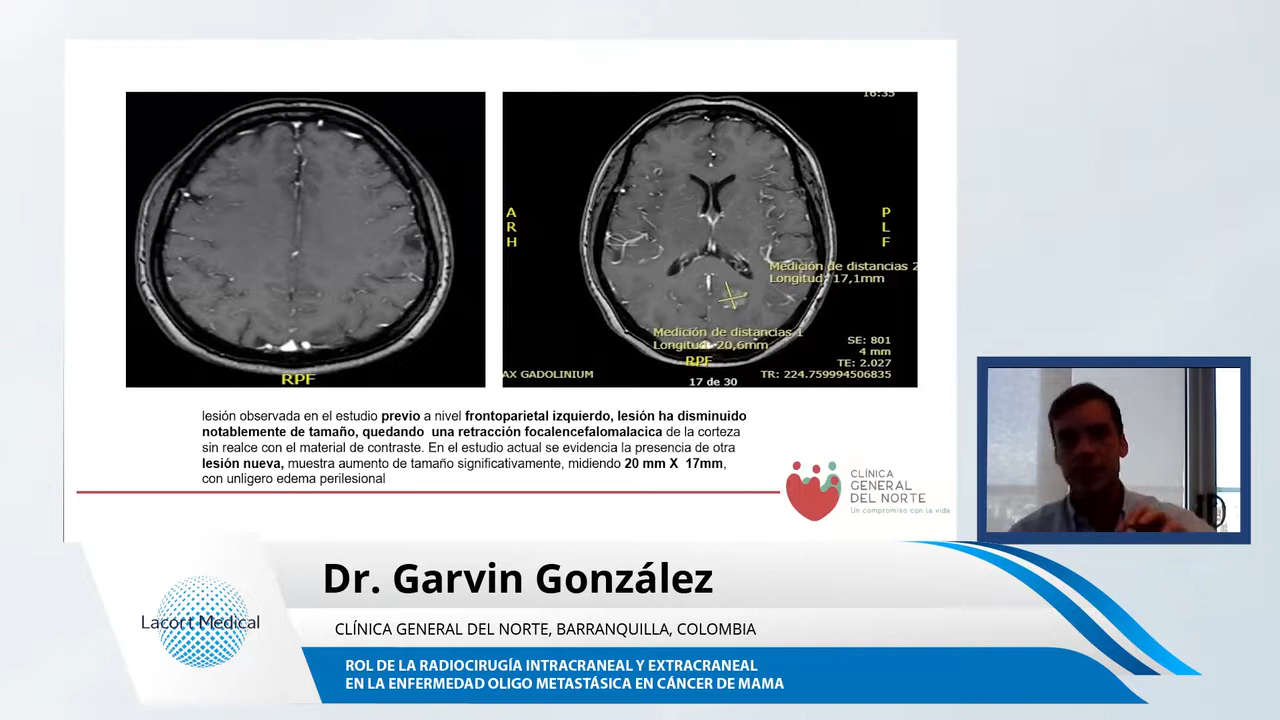 16:35
A
R
H
P
L
F
Medición de distancias 2
Longitud: 17,1mm
Medición de distancias 1
Longitud: 20,6mm
RPF
RPF
SE: 801
4 mm
TE: 2.027
AX GADOLINIUM
TR: 224.759994506835
17 de 30
lesión observada en el estudio previo a nivel frontoparietal izquierdo, lesión ha disminuido
notablemente de tamaño, quedando una retracción focalencefalomalacica de la corteza
sin realce con el material de contraste. En el estudio actual se evidencia la presencia de otra
lesión nueva, muestra aumento de tamaño significativamente, midiendo 20 mm X 17mm,
con unligero edema perilesional
CLÍNICA
GENERAL
DEL NORTE
Un compromiso con la vida
Dr. Garvin González
Lacort Medical
CLÍNICA GENERAL DEL NORTE, BARRANQUILLA, COLOMBIA
ROL DE LA RADIOCIRUGÍA INTRACRANEAL Y EXTRACRANEAL
EN LA ENFERMEDAD OLIGO METASTÁSICA EN CÁNCER DE MAMA